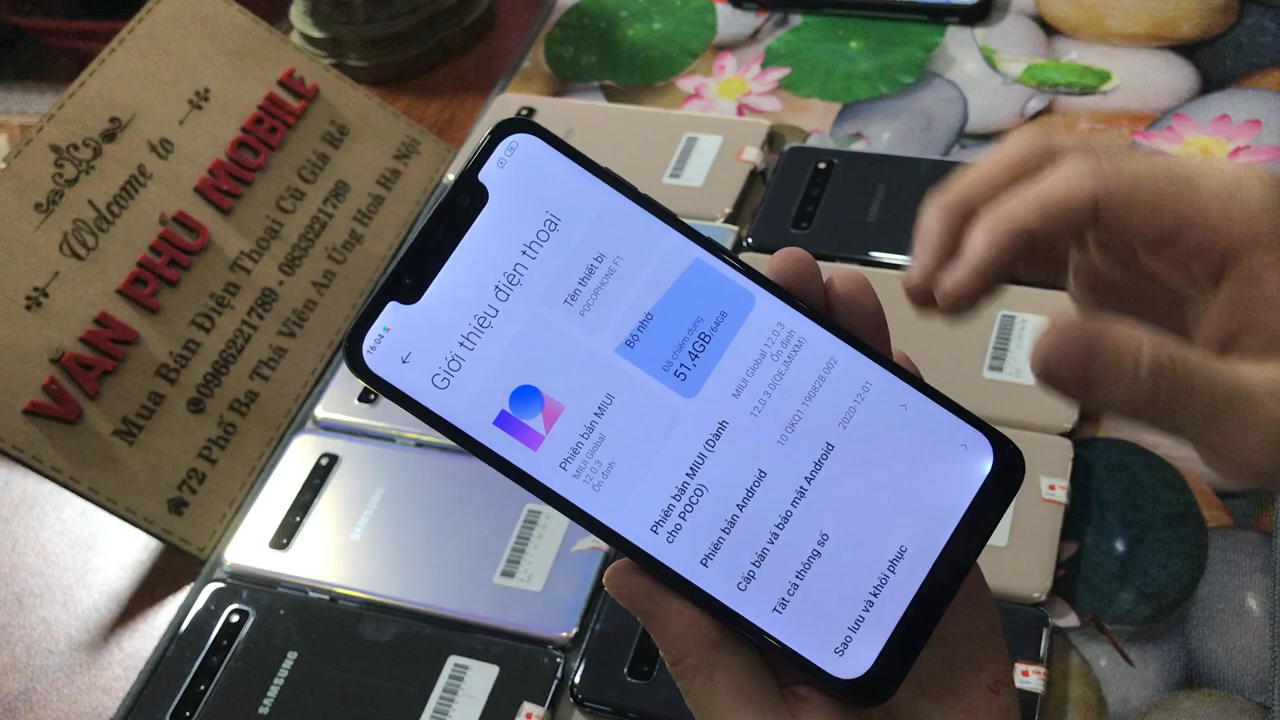 Welcome to
VĂN PHÚ MOBILE
Mua Bán Điện Thoại Cũ Giá Rẻ
0966221789 - 0833221789
72 Phố Ba Thá Viên An Ứng Hoà Hà Nội
16:04
Giới thiệu điện thoại
Phiên bản MIUI
MIUI Global
12.0.3
Ổn định
Tên thiết bị
POCOPHONE F1
Bộ nhớ
Đã chiếm dụng
51,4GB/64GB
Phiên bản MIUI (Dành
cho POCO)
MIUI Global 12.0.3
Ổn định
12.0.3.0(QEJMIXM)
Phiên bản Android
10 QKQ1.190828.002
Cấp bản vá bảo mật Android
2020-12-01
Tất cả thông số
Sao lưu và khôi phục
SAMSUNG
SAMSUNG
SAMSUNG